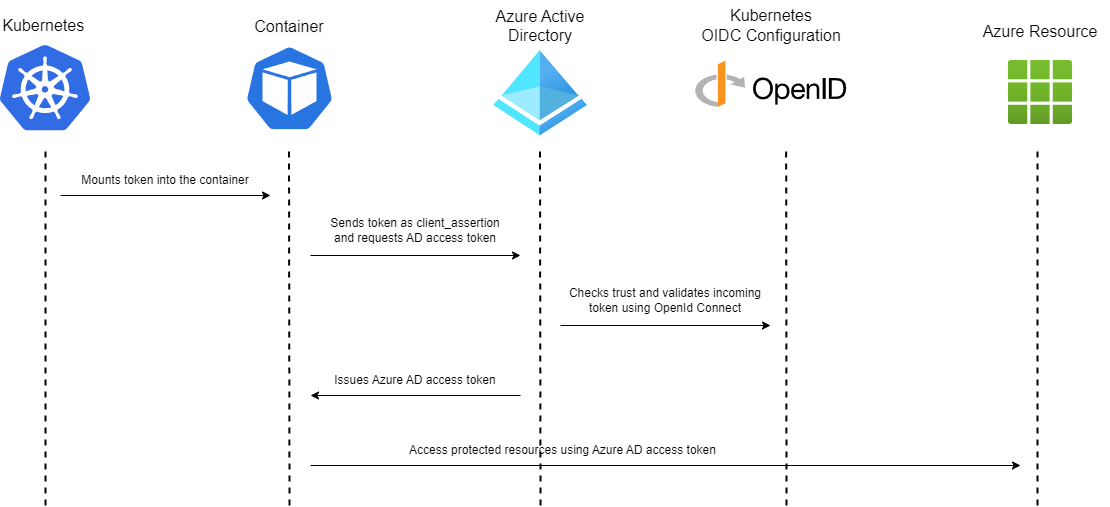 Kubernetes
Container
Azure Active
Directory
Kubernetes
OIDC Configuration
Azure Resource
OpenID
Mounts token into the container
Sends token as client_assertion
and requests AD access token
Checks trust and validates incoming
token using OpenId Connect
Issues Azure AD access token
Access protected resources using Azure AD access token